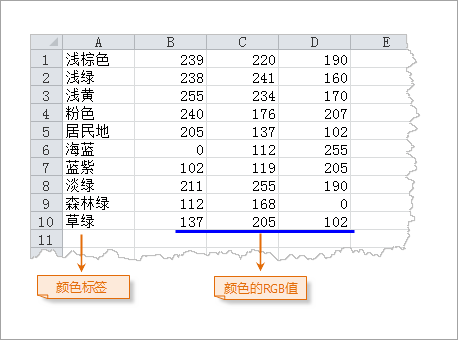 A B C D E
1 浅棕色 239 220 190
2 浅绿 238 241 160
3 浅黄 255 234 170
4 粉色 240 176 207
5 居民地 205 137 102
6 海蓝 0 112 255
7 蓝紫 102 119 205
8 淡绿 211 255 190
9 森林绿 112 168 0
10 草绿 137 205 102
11
颜色标签 颜色的RGB值